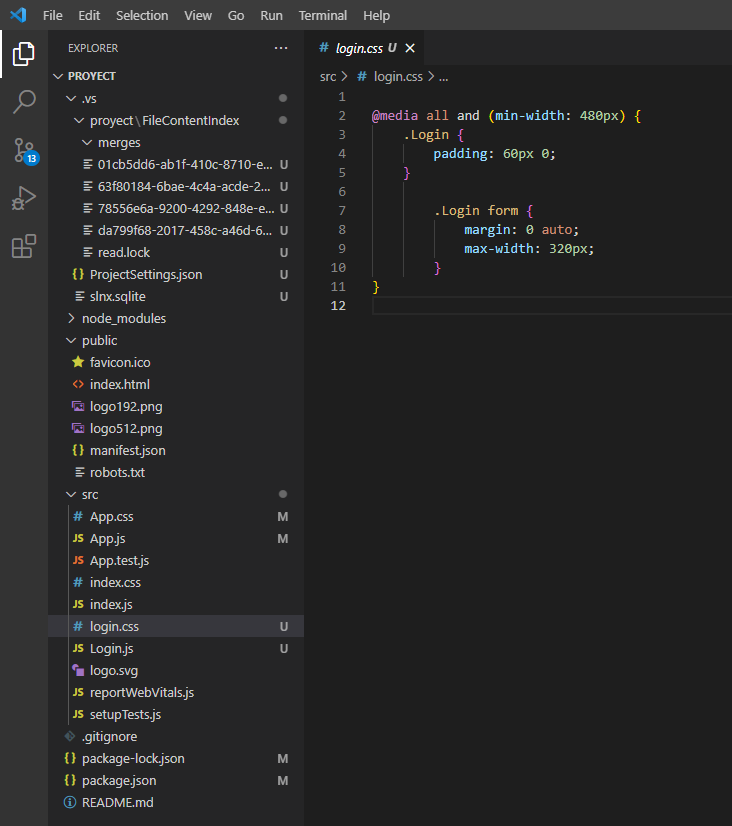 File Edit Selection View Go Run Terminal Help
EXPLORER ...
PROYECT
.vs
proyect\FileContentIndex
merges
01cb5dd6-ab1f-410c-8710-e... U
63f80184-6bae-4c4a-acde-2... U
78556e6a-9200-4292-848e-e... U
da799f68-2017-458c-a46d-6... U
read.lock U
{} ProjectSettings.json U
slnx.sqlite U
node_modules
public
favicon.ico
<> index.html
logo192.png
logo512.png
{} manifest.json
robots.txt
src
# App.css M
JS App.js M
JS App.test.js
# index.css
JS index.js
# login.css U
JS Login.js U
logo.svg
JS reportWebVitals.js
JS setupTests.js
.gitignore
{} package-lock.json M
{} package.json M
README.md
13
# login.css U
src > # login.css > ...
1
2 @media all and (min-width: 480px) {
3 .Login {
4 padding: 60px 0;
5 }
6
7 .Login form {
8 margin: 0 auto;
9 max-width: 320px;
10 }
11 }
12